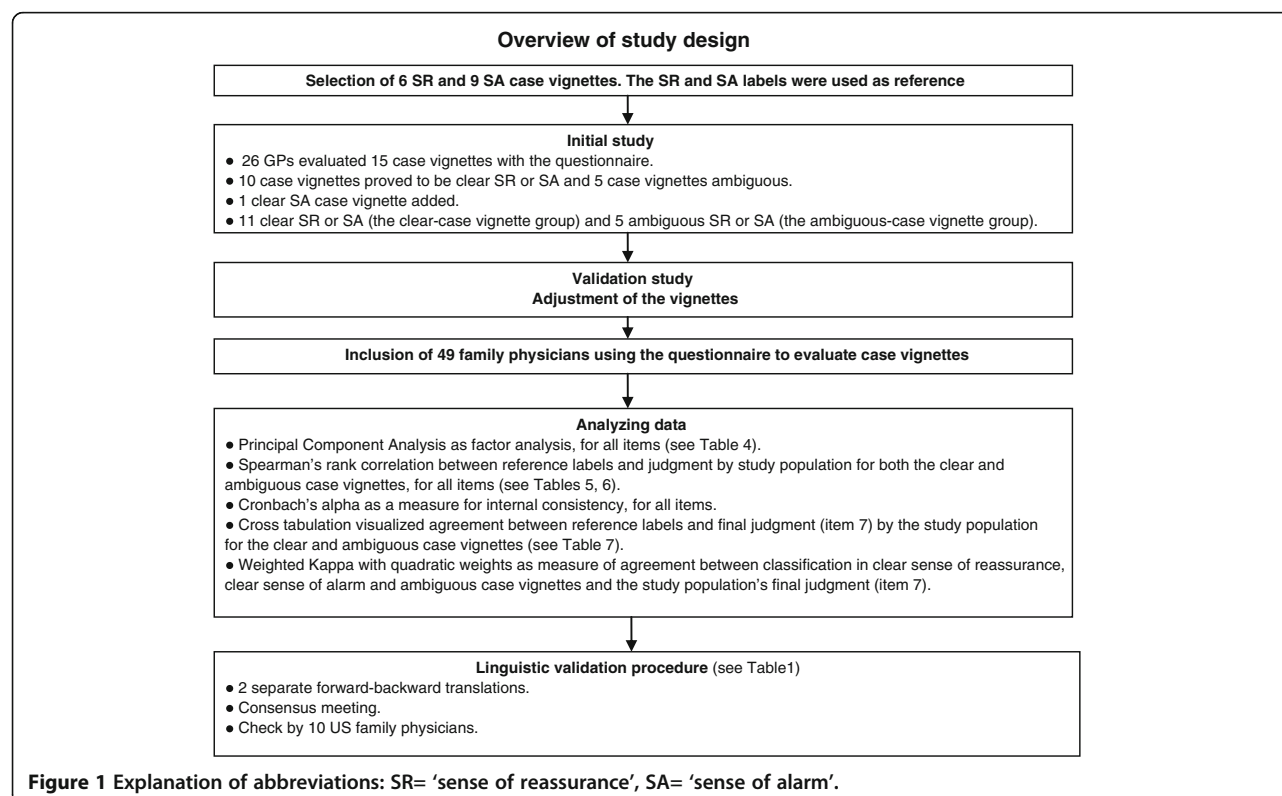 Overview of study design
Selection of 6 SR and 9 SA case vignettes. The SR and SA labels were used as reference
Initial study
● 26 GPs evaluated 15 case vignettes with the questionnaire.
● 10 case vignettes proved to be clear SR or SA and 5 case vignettes ambiguous.
● 1 clear SA case vignette added.
● 11 clear SR or SA (the clear-case vignette group) and 5 ambiguous SR or SA (the ambiguous-case vignette group).
Validation study
Adjustment of the vignettes
Inclusion of 49 family physicians using the questionnaire to evaluate case vignettes
Analyzing data
● Principal Component Analysis as factor analysis, for all items (see Table 4).
● Spearman's rank correlation between reference labels and judgment by study population for both the clear and
ambiguous case vignettes, for all items (see Tables 5, 6).
● Cronbach's alpha as a measure for internal consistency, for all items.
● Cross tabulation visualized agreement between reference labels and final judgment (item 7) by the study population
for the clear and ambiguous case vignettes (see Table 7).
● Weighted Kappa with quadratic weights as measure of agreement between classification in clear sense of reassurance,
clear sense of alarm and ambiguous case vignettes and the study population's final judgment (item 7).
Linguistic validation procedure (see Table1)
● 2 separate forward-backward translations.
● Consensus meeting.
● Check by 10 US family physicians.
Figure 1 Explanation of abbreviations: SR= 'sense of reassurance', SA= 'sense of alarm'.